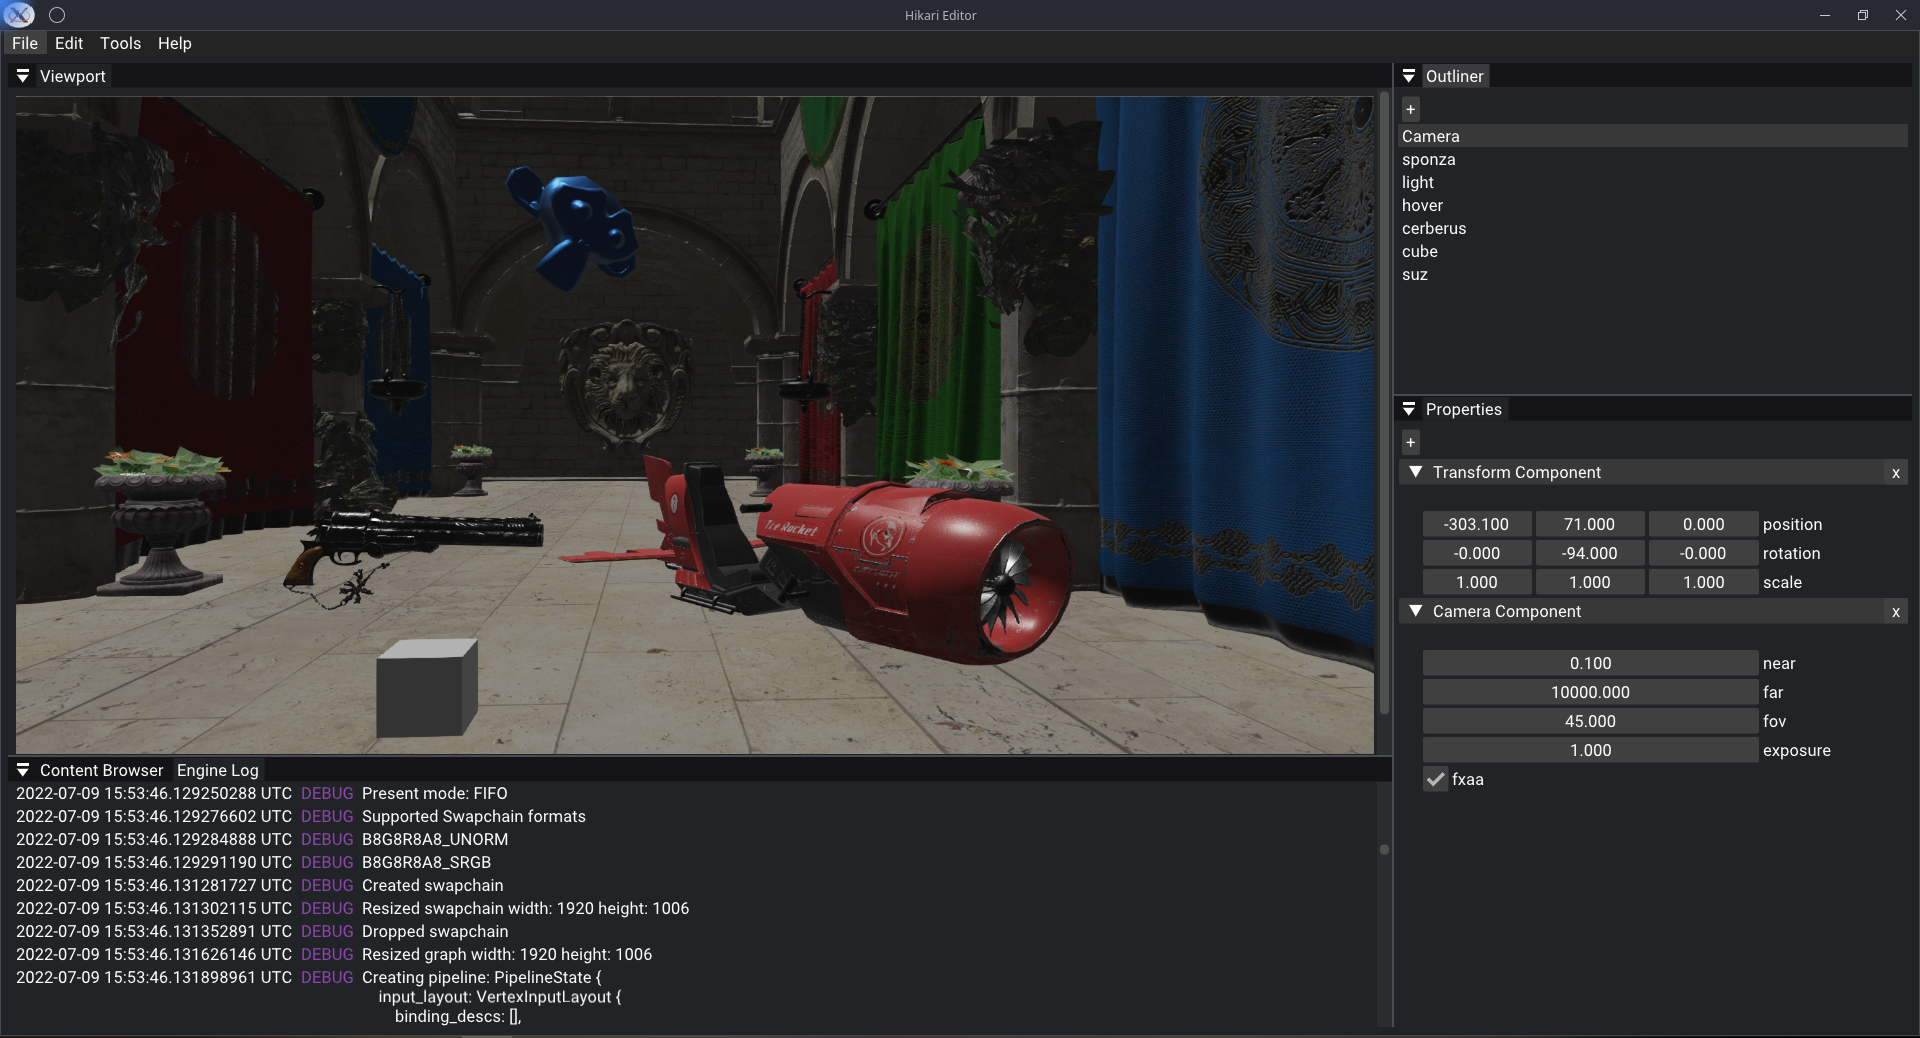 Hikari Editor
File Edit Tools Help
Viewport
The Rocket
Content Browser Engine Log
2022-07-09 15:53:46.129250288 UTC DEBUG Present mode: FIFO
2022-07-09 15:53:46.129276602 UTC DEBUG Supported Swapchain formats
2022-07-09 15:53:46.129284888 UTC DEBUG B8G8R8A8_UNORM
2022-07-09 15:53:46.129291190 UTC DEBUG B8G8R8A8_SRGB
2022-07-09 15:53:46.131281727 UTC DEBUG Created swapchain
2022-07-09 15:53:46.131302115 UTC DEBUG Resized swapchain width: 1920 height: 1006
2022-07-09 15:53:46.131352891 UTC DEBUG Dropped swapchain
2022-07-09 15:53:46.131626146 UTC DEBUG Resized graph width: 1920 height: 1006
2022-07-09 15:53:46.131898961 UTC DEBUG Creating pipeline: PipelineState {
input_layout: VertexInputLayout {
binding_descs: [],
Outliner
+
Camera
sponza
light
hover
cerberus
cube
suz
Properties
+
Transform Component x
-303.100 71.000 0.000 position
-0.000 -94.000 -0.000 rotation
1.000 1.000 1.000 scale
Camera Component x
0.100 near
10000.000 far
45.000 fov
1.000 exposure
fxaa